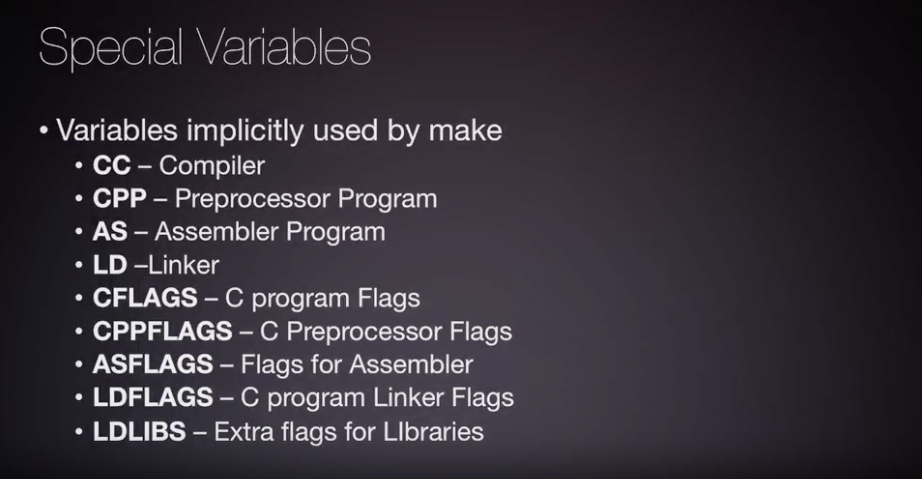 Special Variables
• Variables implicitly used by make
• CC – Compiler
• CPP – Preprocessor Program
• AS – Assembler Program
• LD –Linker
• CFLAGS – C program Flags
• CPPFLAGS – C Preprocessor Flags
• ASFLAGS – Flags for Assembler
• LDFLAGS – C program Linker Flags
• LDLIBS – Extra flags for LIbraries